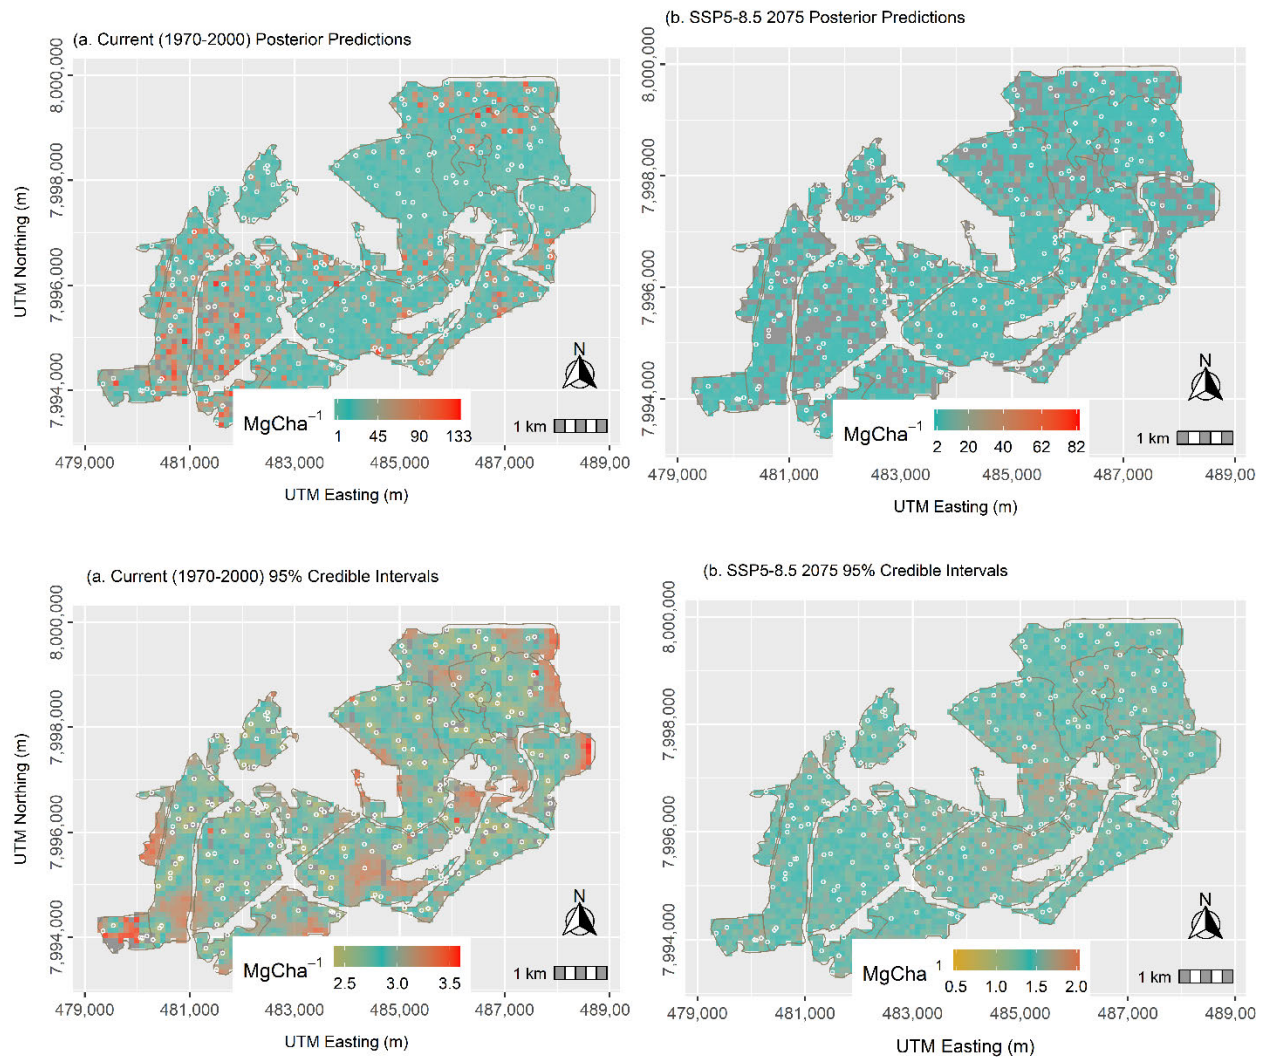 (a. Current (1970-2000) Posterior Predictions
UTM Northing (m)
8,000,000
7,998,000
7,996,000
7,994,000
N
MgCha⁻¹
1 45 90 133
1 km
479,000 481,000 483,000 485,000 487,000 489,000
UTM Easting (m)
(b. SSP5-8.5 2075 Posterior Predictions
8,000,000
7,998,000
7,996,000
7,994,000
N
MgCha⁻¹
2 20 40 62 82
1 km
479,000 481,000 483,000 485,000 487,000 489,00
UTM Easting (m)
(a. Current (1970-2000) 95% Credible Intervals
UTM Northing (m)
8,000,000
7,998,000
7,996,000
7,994,000
N
MgCha⁻¹
2.5 3.0 3.5
1 km
479,000 481,000 483,000 485,000 487,000 489,00
UTM Easting (m)
(b. SSP5-8.5 2075 95% Credible Intervals
8,000,000
7,998,000
7,996,000
7,994,000
N
MgCha ¹
0.5 1.0 1.5 2.0
1 km
479,000 481,000 483,000 485,000 487,000 489,00
UTM Easting (m)